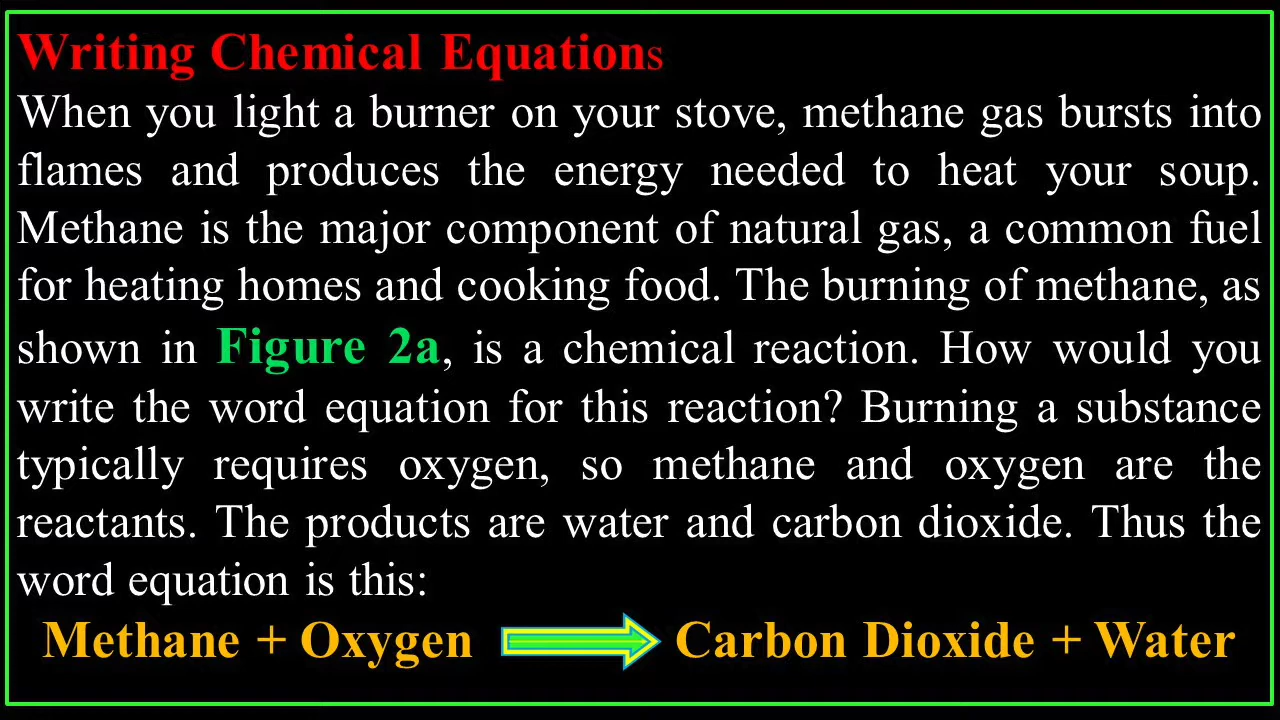 Writing Chemical Equations
When you light a burner on your stove, methane gas bursts into
flames and produces the energy needed to heat your soup.
Methane is the major component of natural gas, a common fuel
for heating homes and cooking food. The burning of methane, as
shown in Figure 2a, is a chemical reaction. How would you
write the word equation for this reaction? Burning a substance
typically requires oxygen, so methane and oxygen are the
reactants. The products are water and carbon dioxide. Thus the
word equation is this:
Methane + Oxygen Carbon Dioxide + Water